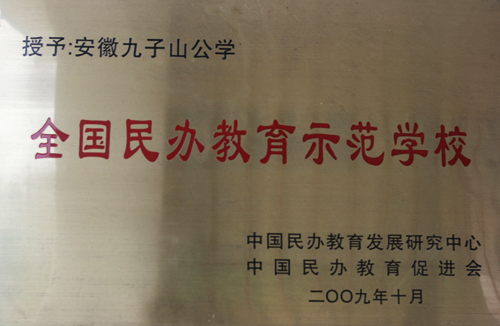 授予:安徽九子山公学
全国民办教育示范学校
中国民办教育发展研究中心
中国民办教育促进会
二〇〇九年十月